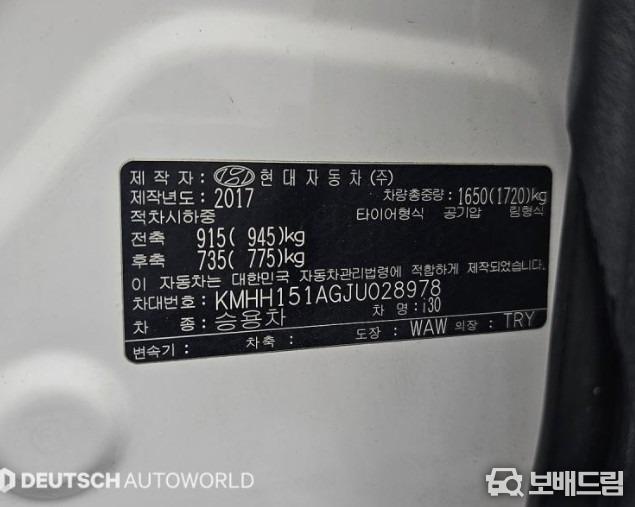 제 작 자 : 현대자동차 (주)
제작년도 : 2017 차량총중량 : 1650(1720)kg
적차시하중 타이어형식 공기압 림형식
전축 915( 945)kg
후축 735( 775)kg
이 자동차는 대한민국 자동차관리법령에 적합하게 제작되었습니다.
차대번호 : KMHH151AGJU028978
차 종 : 승용차 차 명 : i30
변속기 : 차축 : 도장 : WAW 의장 : TRY
DEUTSCH AUTOWORLD
보배드림